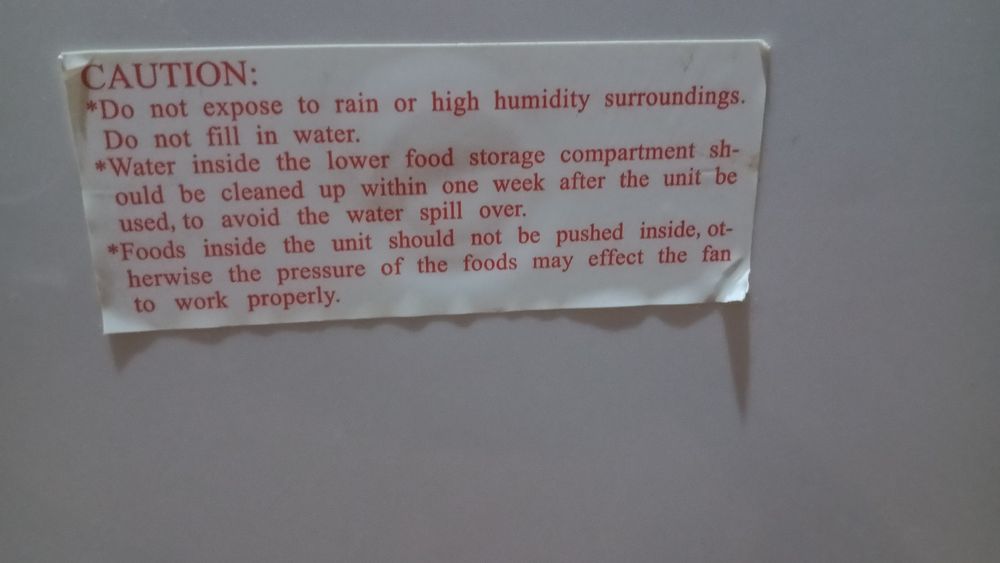 CAUTION:
*Do not expose to rain or high humidity surroundings.
Do not fill in water.
*Water inside the lower food storage compartment sh-
ould be cleaned up within one week after the unit be
used, to avoid the water spill over.
*Foods inside the unit should not be pushed inside, ot-
herwise the pressure of the foods may effect the fan
to work properly.